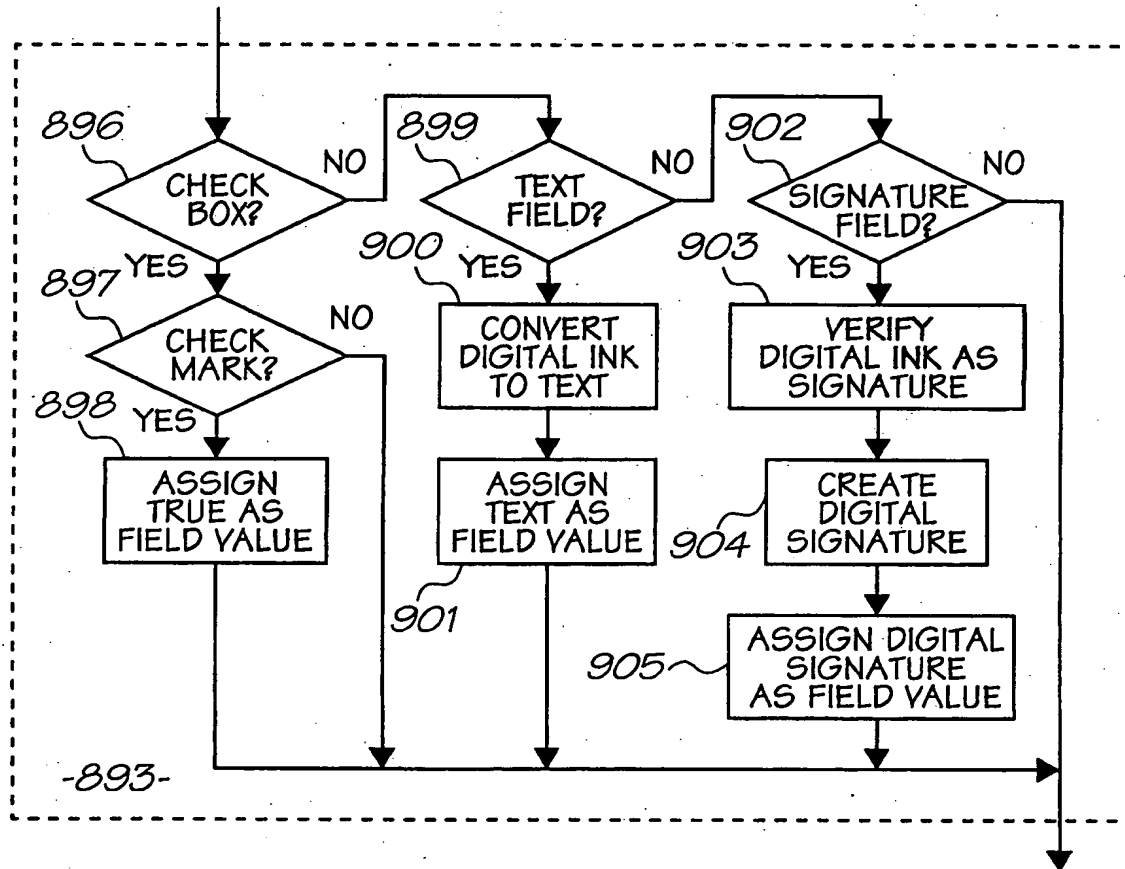 896
CHECK
BOX?
NO
YES
897
CHECK
MARK?
NO
YES
898
ASSIGN
TRUE AS
FIELD VALUE
899
TEXT
FIELD?
NO
YES
900
CONVERT
DIGITAL INK
TO TEXT
ASSIGN
TEXT AS
FIELD VALUE
901
902
SIGNATURE
FIELD?
NO
YES
903
VERIFY
DIGITAL INK AS
SIGNATURE
CREATE
DIGITAL
SIGNATURE
904
ASSIGN DIGITAL
SIGNATURE
AS FIELD VALUE
905
-893-